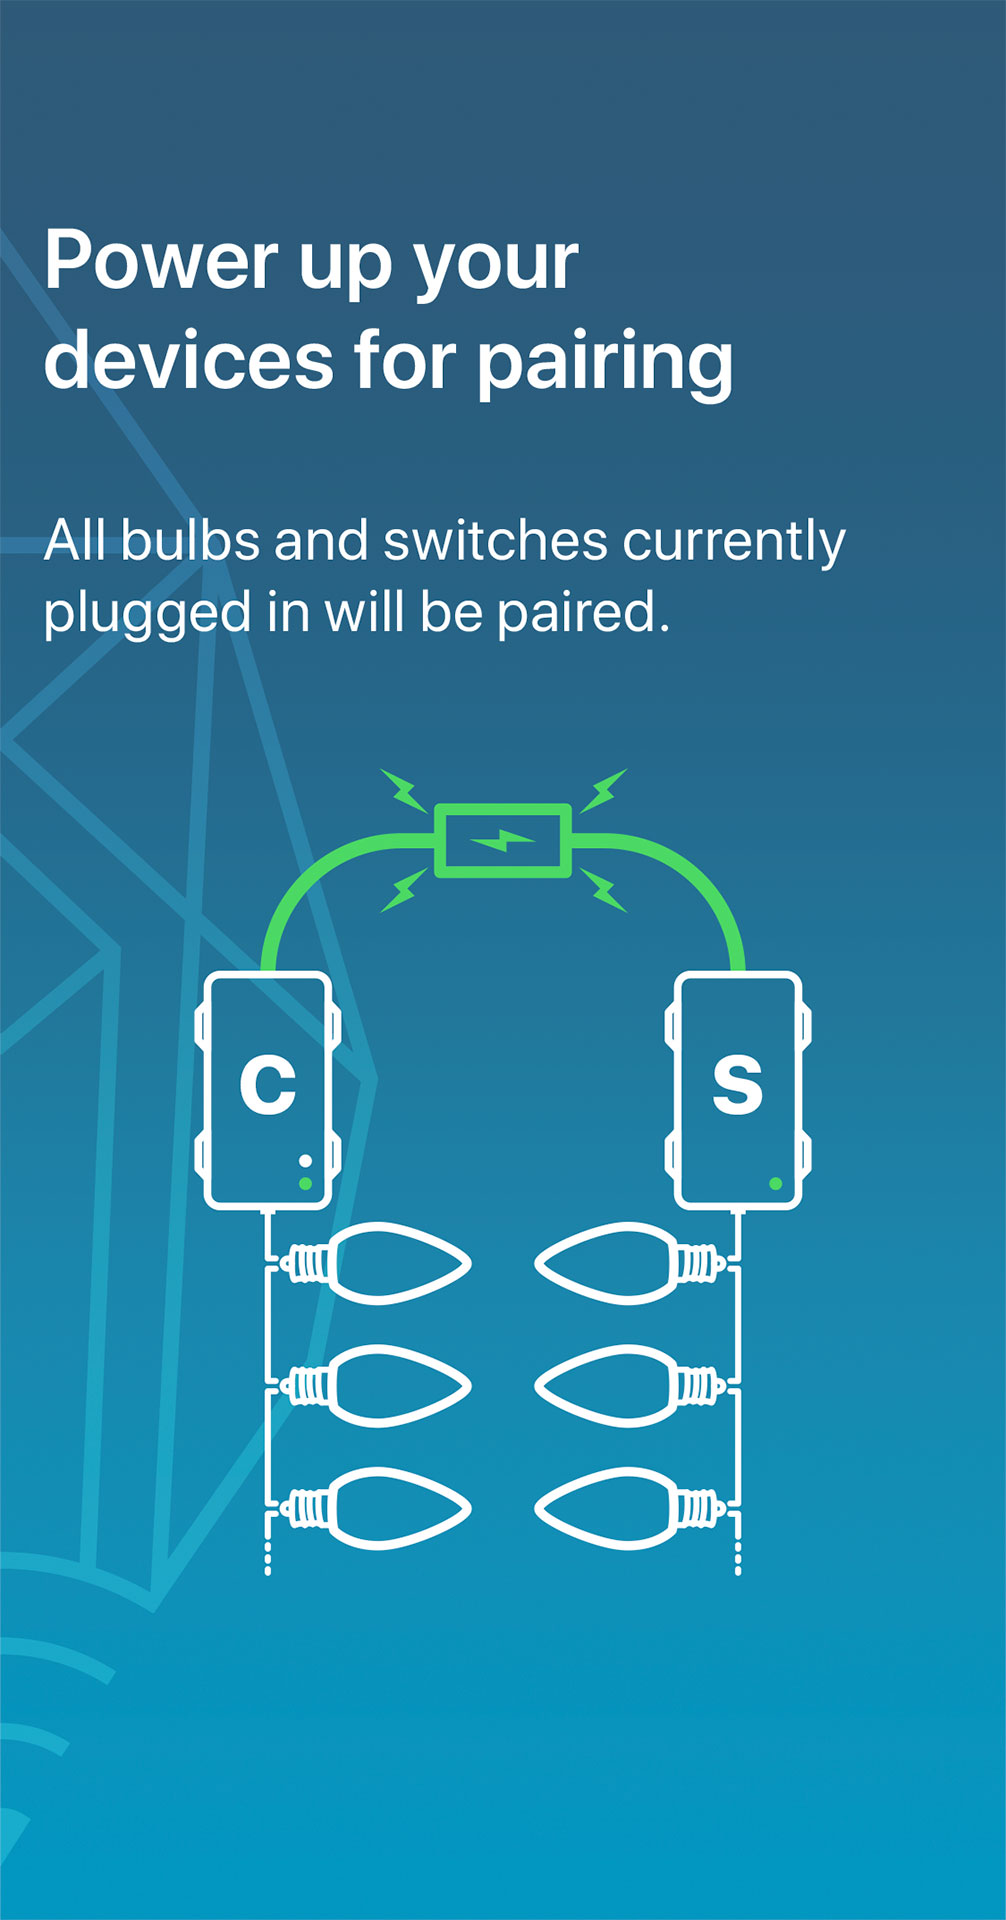 Power up your
devices for pairing
All bulbs and switches currently
plugged in will be paired.
C
S